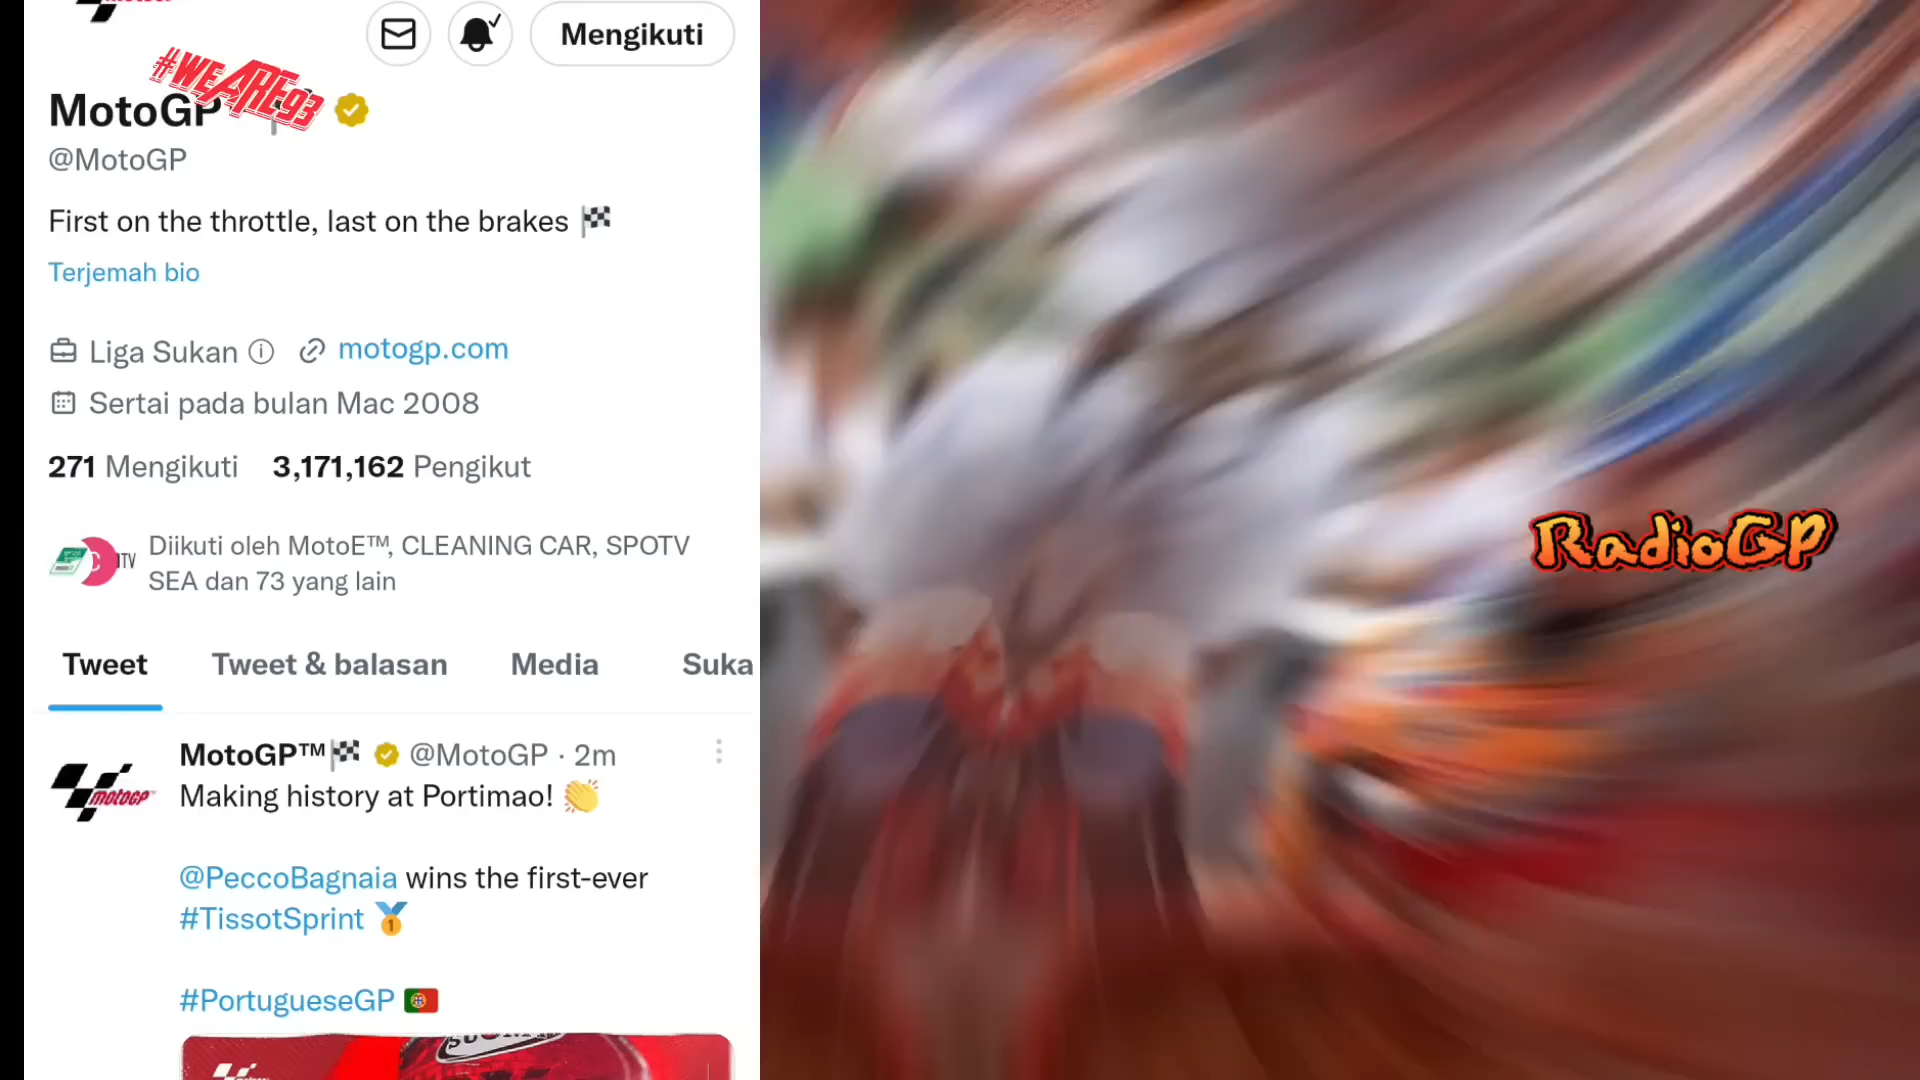 Mengikuti
#WEARE93
MotoGP
@MotoGP
First on the throttle, last on the brakes
Terjemah bio
Liga Sukan motogp.com
Sertai pada bulan Mac 2008
271 Mengikuti 3,171,162 Pengikut
Diikuti oleh MotoE™, CLEANING CAR, SPOTV
SEA dan 73 yang lain
Tweet Tweet & balasan Media Suka
MotoGP™ @MotoGP · 2m
Making history at Portimao!
@PeccoBagnaia wins the first-ever
#TissotSprint
#PortugueseGP
motogp
RadioGP